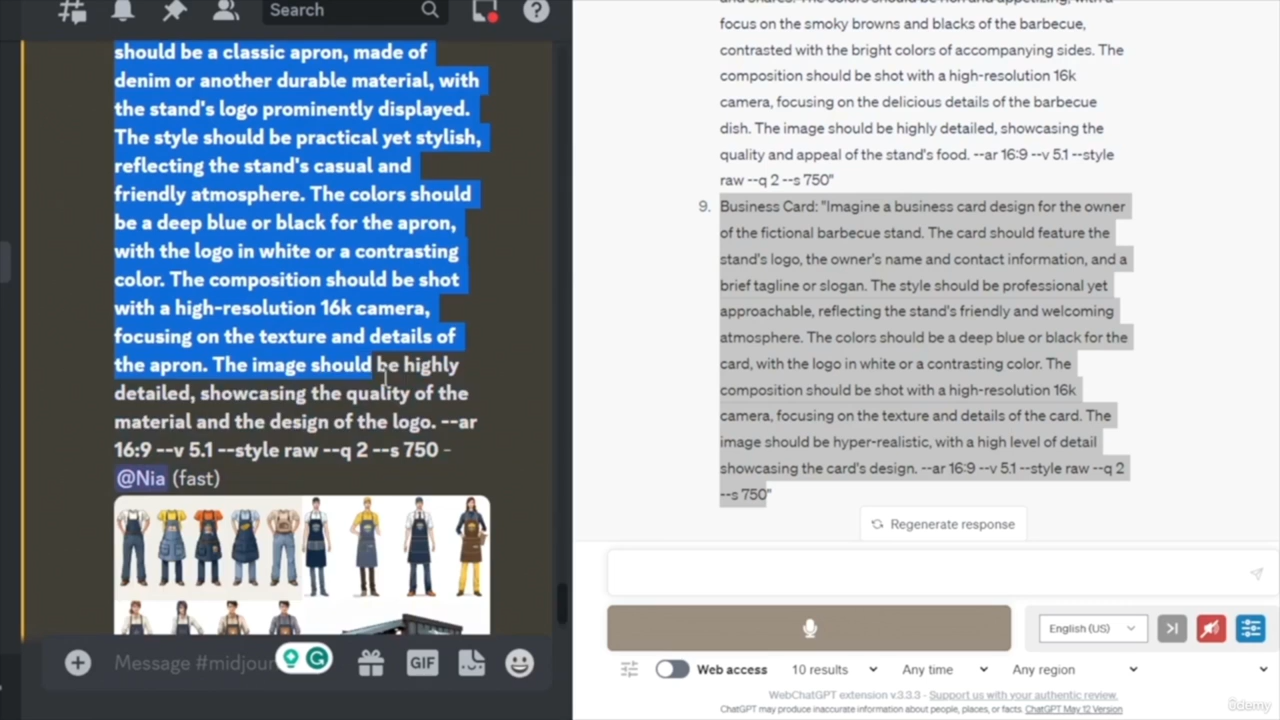 Search
should be a classic apron, made of
denim or another durable material, with
the stand's logo prominently displayed.
The style should be practical yet stylish,
reflecting the stand's casual and
friendly atmosphere. The colors should
be a deep blue or black for the apron,
with the logo in white or a contrasting
color. The composition should be shot
with a high-resolution 16k camera,
focusing on the texture and details of
the apron. The image should be highly
detailed, showcasing the quality of the
material and the design of the logo. --ar
16:9 --v 5.1 --style raw --q 2 --s 750 -
@Nia (fast)
Message #midjour
GIF
and shares. The colors should be rich and appetizing, with a
focus on the smoky browns and blacks of the barbecue,
contrasted with the bright colors of accompanying sides. The
composition should be shot with a high-resolution 16k
camera, focusing on the delicious details of the barbecue
dish. The image should be highly detailed, showcasing the
quality and appeal of the stand's food. --ar 16:9 --v 5.1 --style
raw --q 2 --s 750"
9. Business Card: "Imagine a business card design for the owner
of the fictional barbecue stand. The card should feature the
stand's logo, the owner's name and contact information, and a
brief tagline or slogan. The style should be professional yet
approachable, reflecting the stand's friendly and welcoming
atmosphere. The colors should be a deep blue or black for the
card, with the logo in white or a contrasting color. The
composition should be shot with a high-resolution 16k
camera, focusing on the texture and details of the card. The
image should be hyper-realistic, with a high level of detail
showcasing the card's design. --ar 16:9 --v 5.1 --style raw --q 2
--s 750"
Regenerate response
English (US)
Web access
10 results
Any time
Any region
WebChatGPT extension v.3.3.3 - Support us with your authentic review.
ChatGPT may produce inaccurate information about people, places, or facts. ChatGPT May 12 Version
ûdemy